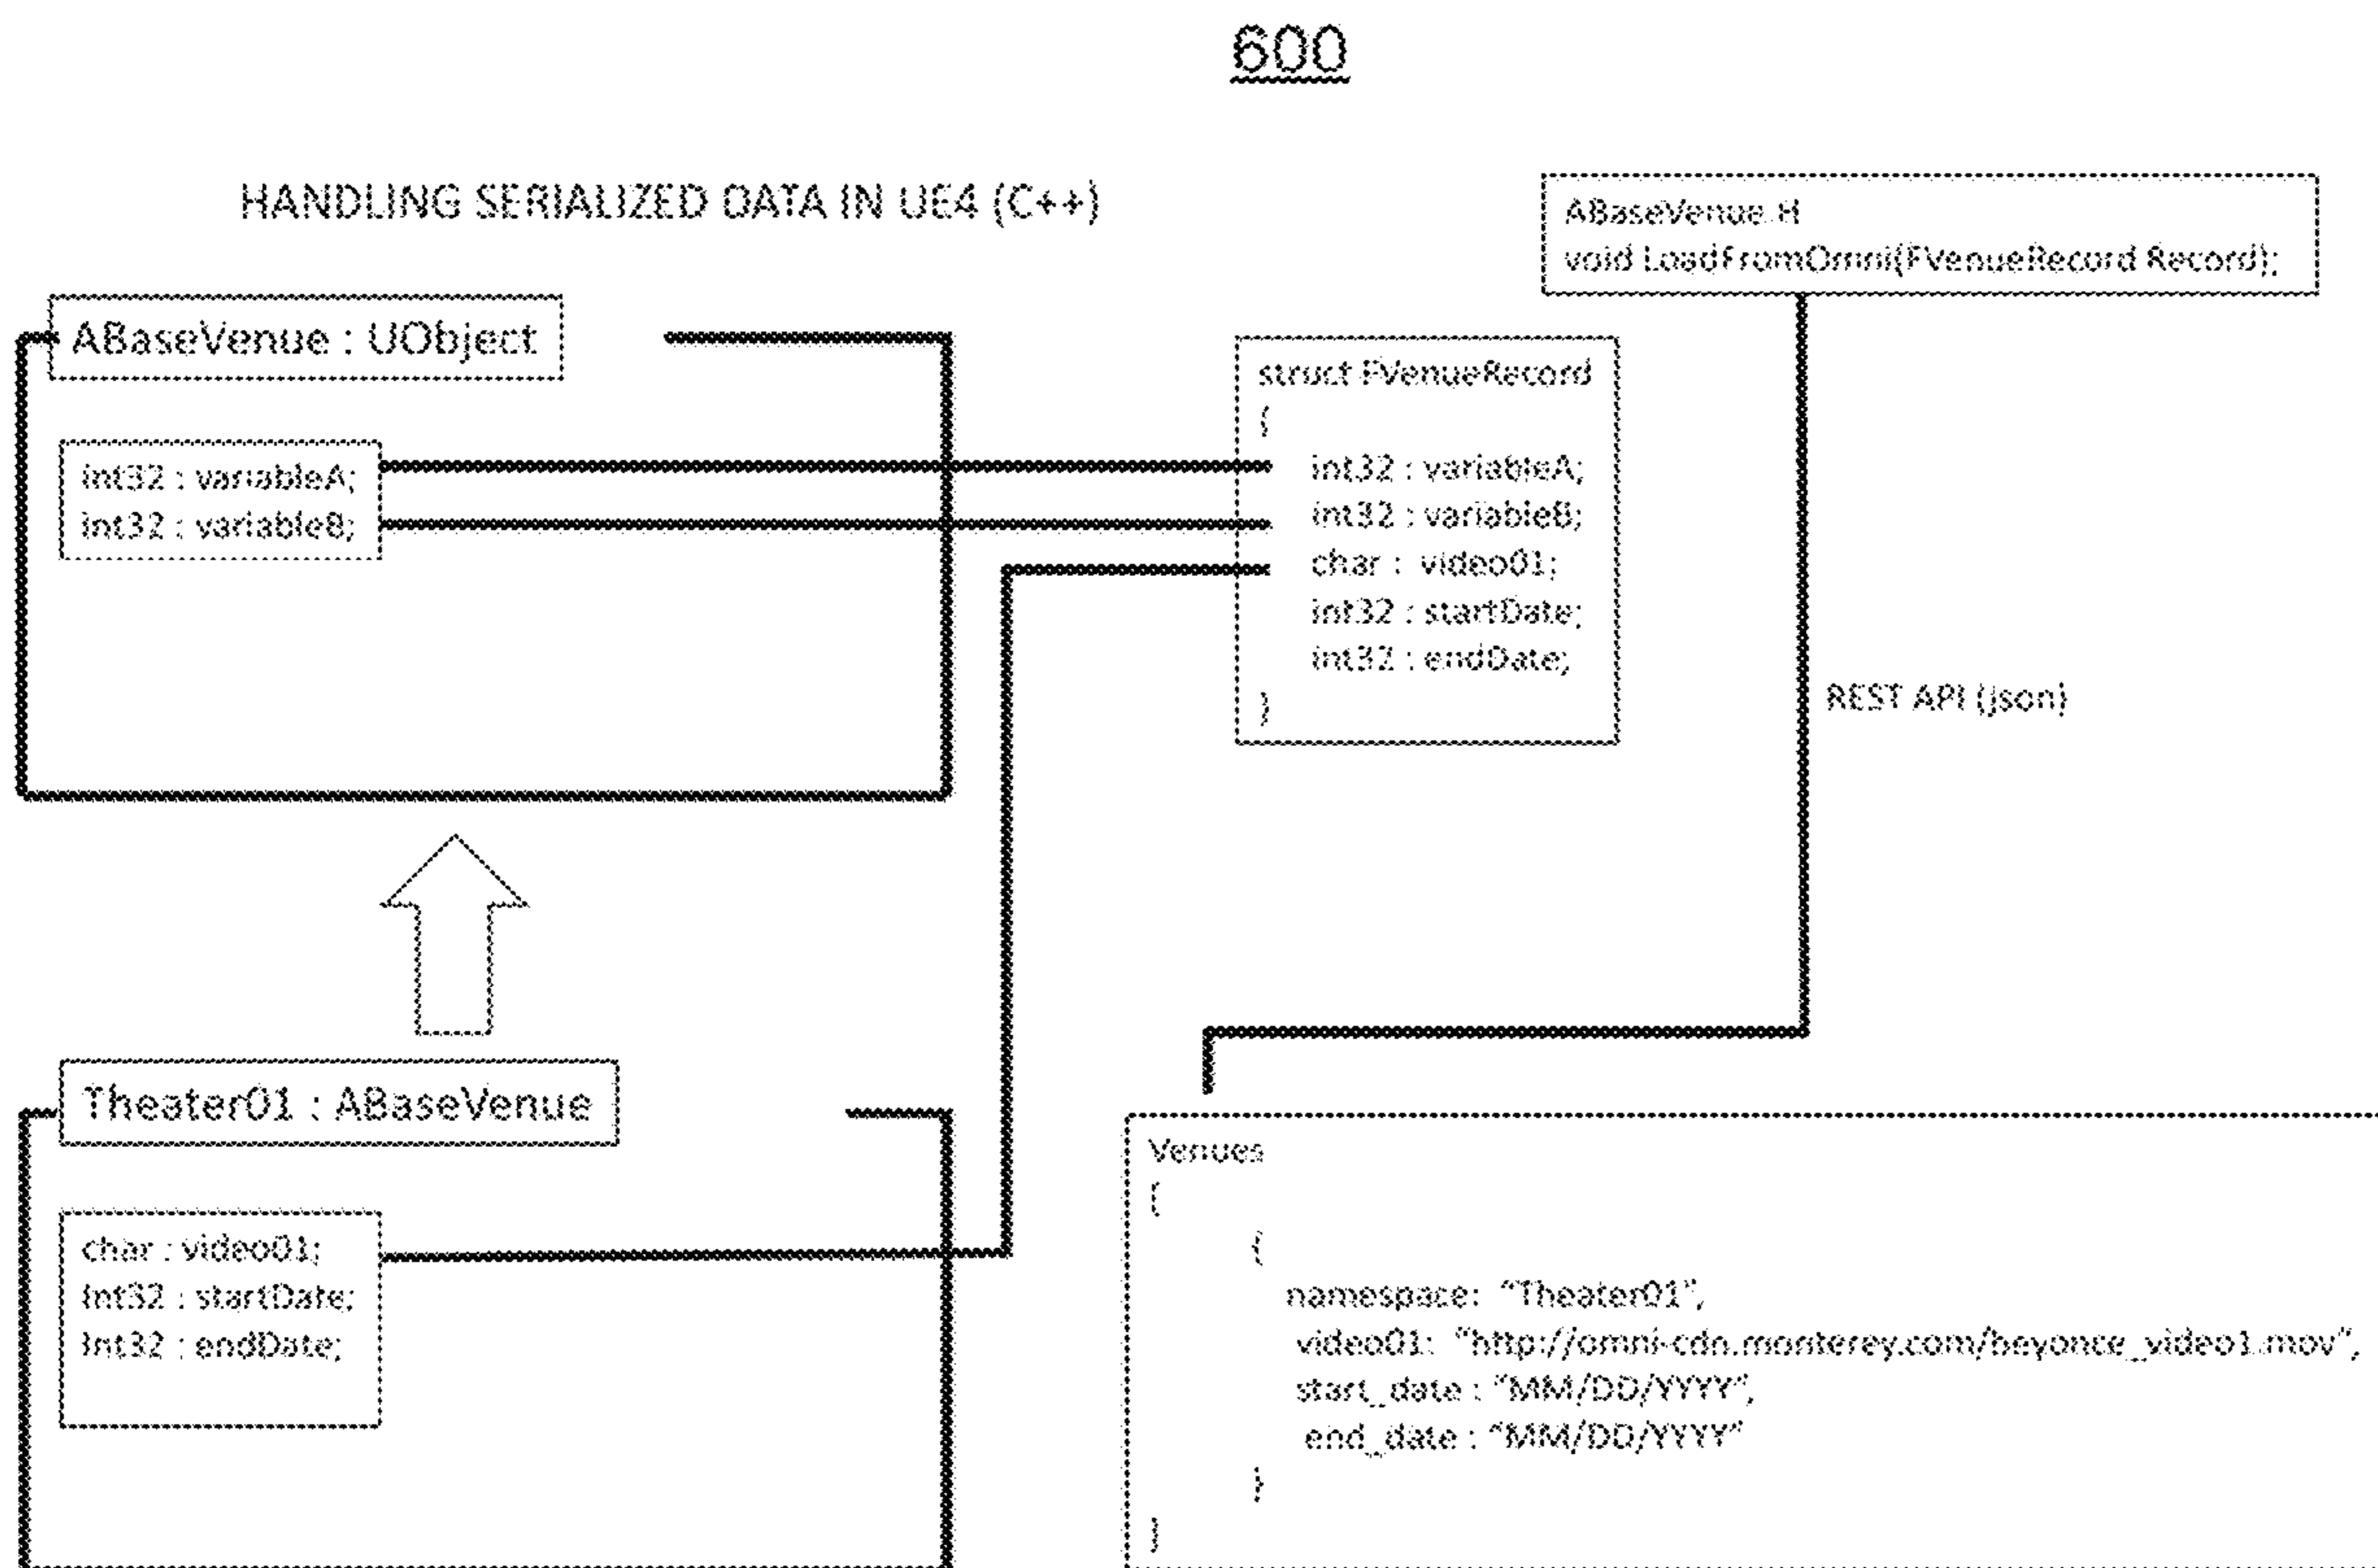 600
HANDLING SERIALIZED DATA IN UE4 (C++)
ABaseVenue.H
void LoadFromOmni(FVenueRecord Record);
ABaseVenue : UObject
int32 : variableA;
int32 : variableB;
struct FVenueRecord
{
int32 : variableA;
int32 : variableB;
char : video01;
int32 : startDate;
int32 : endDate;
}
REST API (json)
Theater01 : ABaseVenue
char : video01;
Int32 : startDate;
Int32 : endDate;
Venues
{
{
namespace: "Theater01",
video01: "http://omni-cdn.monterey.com/beyonce_video1.mov",
start_date : "MM/DD/YYYY",
end_date : "MM/DD/YYYY"
}
}